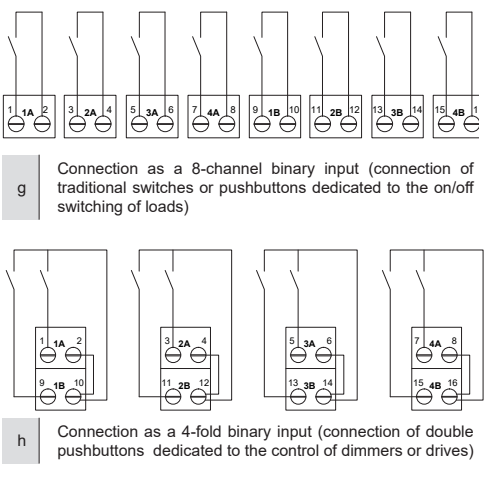 1 1A 2 3 2A 4 5 3A 6 7 4A 8 9 1B 10 11 2B 12 13 3B 14 15 4B 1
g
Connection as a 8-channel binary input (connection of
traditional switches or pushbuttons dedicated to the on/off
switching of loads)
1 1A 2 3 2A 4 5 3A 6 7 4A 8
9 1B 10 11 2B 12 13 3B 14 15 4B 16
h
Connection as a 4-fold binary input (connection of double
pushbuttons dedicated to the control of dimmers or drives)